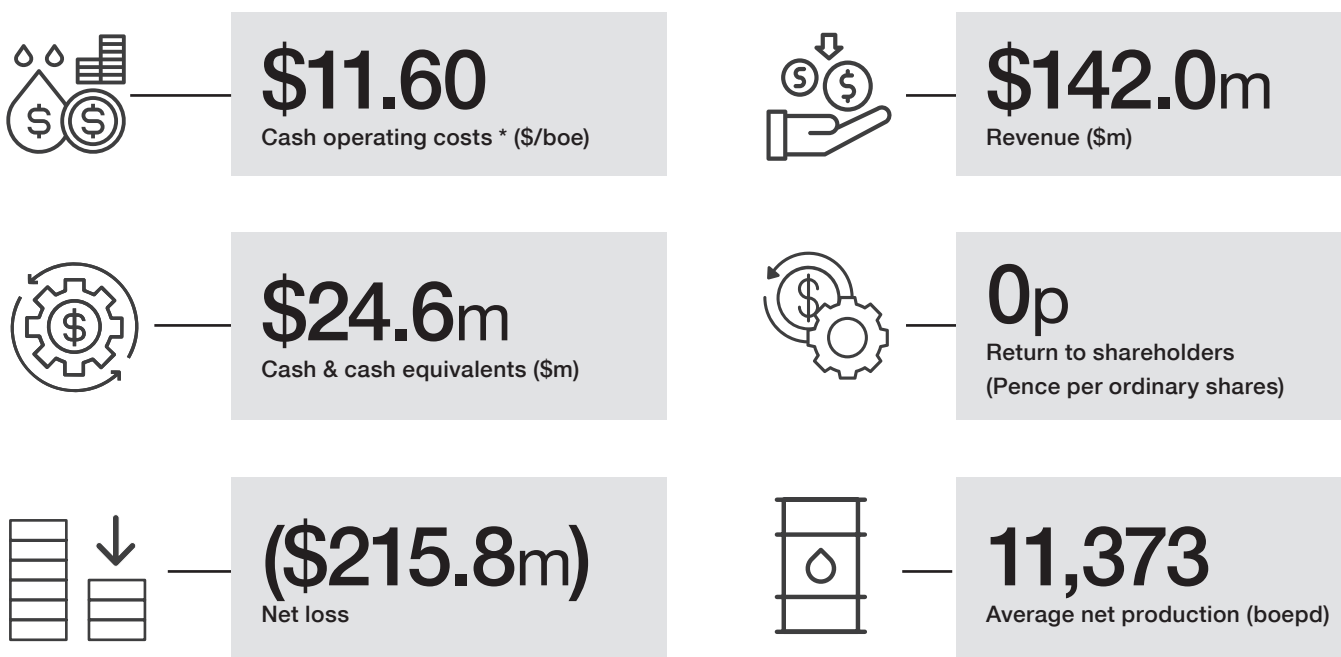 $11.60
Cash operating costs * ($/boe)
$142.0m
Revenue ($m)
$24.6m
Cash & cash equivalents ($m)
0p
Return to shareholders
(Pence per ordinary shares)
($215.8m)
Net loss
11,373
Average net production (boepd)